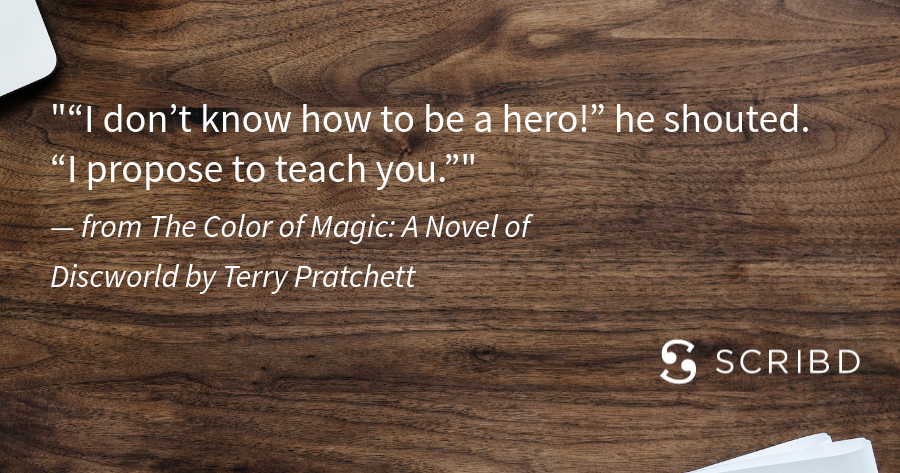 "“I don’t know how to be a hero!” he shouted.
“I propose to teach you.”"
— from The Color of Magic: A Novel of
Discworld by Terry Pratchett
SCRIBD